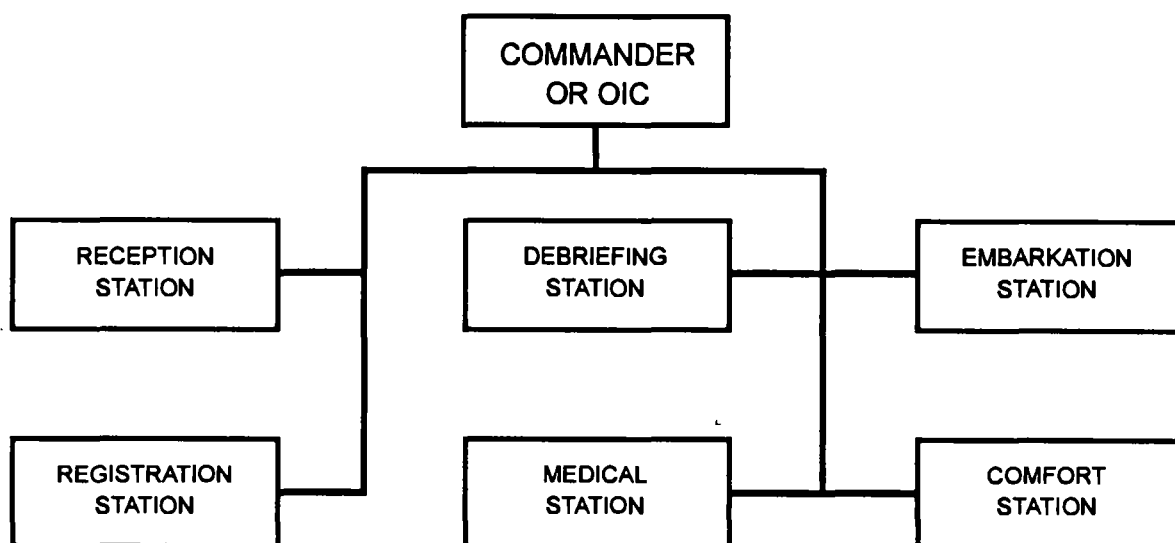 COMMANDER
OR OIC
RECEPTION
STATION
DEBRIEFING
STATION
EMBARKATION
STATION
REGISTRATION
STATION
MEDICAL
STATION
COMFORT
STATION